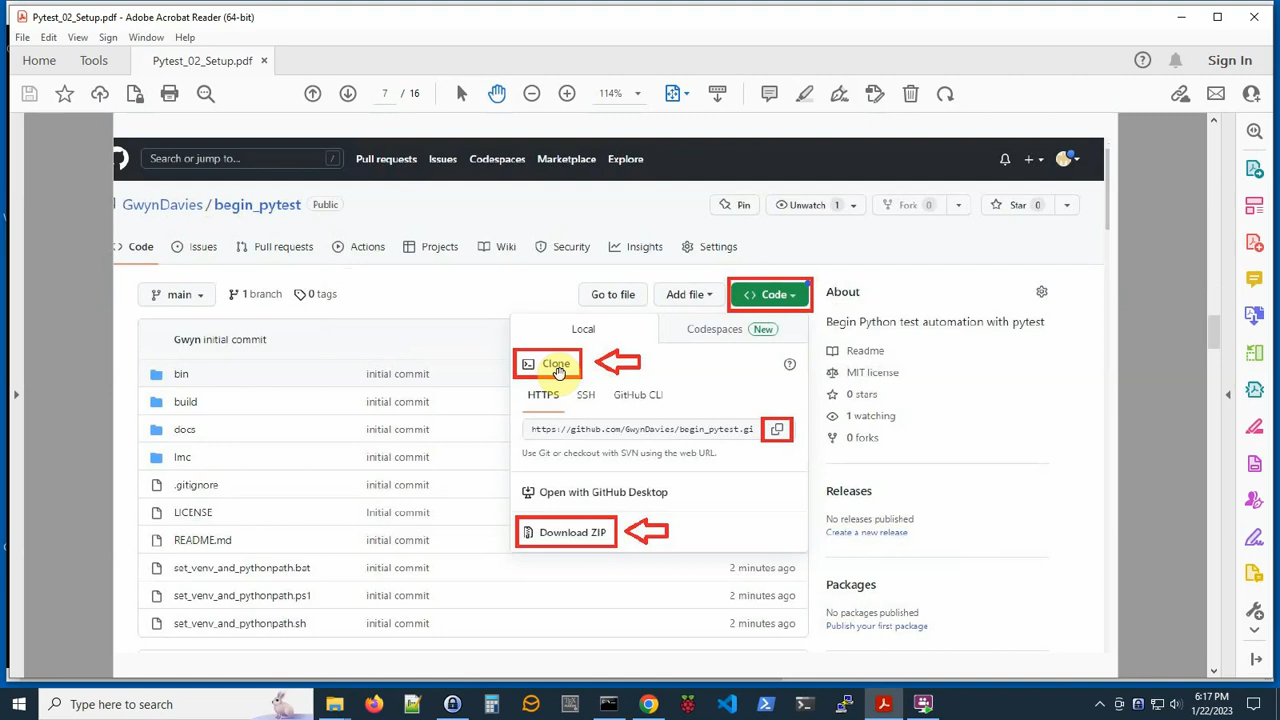 Pytest_02_Setup.pdf - Adobe Acrobat Reader (64-bit)
File Edit View Sign Window Help
Home Tools Pytest_02_Setup.pdf × Sign In
7 / 16 114%
Search or jump to... / Pull requests Issues Codespaces Marketplace Explore
GwynDavies / begin_pytest Public Pin Unwatch 1 Fork 0 Star 0
Code Issues Pull requests Actions Projects Wiki Security Insights Settings
main 1 branch 0 tags Go to file Add file Code
About
Begin Python test automation with pytest
Readme
MIT license
0 stars
1 watching
0 forks
Releases
No releases published
Create a new release
Packages
No packages published
Publish your first package
Local Codespaces New
Clone
HTTPS SSH GitHub CLI
https://github.com/GwynDavies/begin_pytest.gi
Use Git or checkout with SVN using the web URL.
Open with GitHub Desktop
Download ZIP
Gwyn initial commit
bin initial commit
build initial commit
docs initial commit
lmc initial commit
.gitignore initial commit
LICENSE initial commit
README.md initial commit
set_venv_and_pythonpath.bat initial commit 2 minutes ago
set_venv_and_pythonpath.ps1 initial commit 2 minutes ago
set_venv_and_pythonpath.sh initial commit 2 minutes ago
Type here to search
6:17 PM
1/22/2023